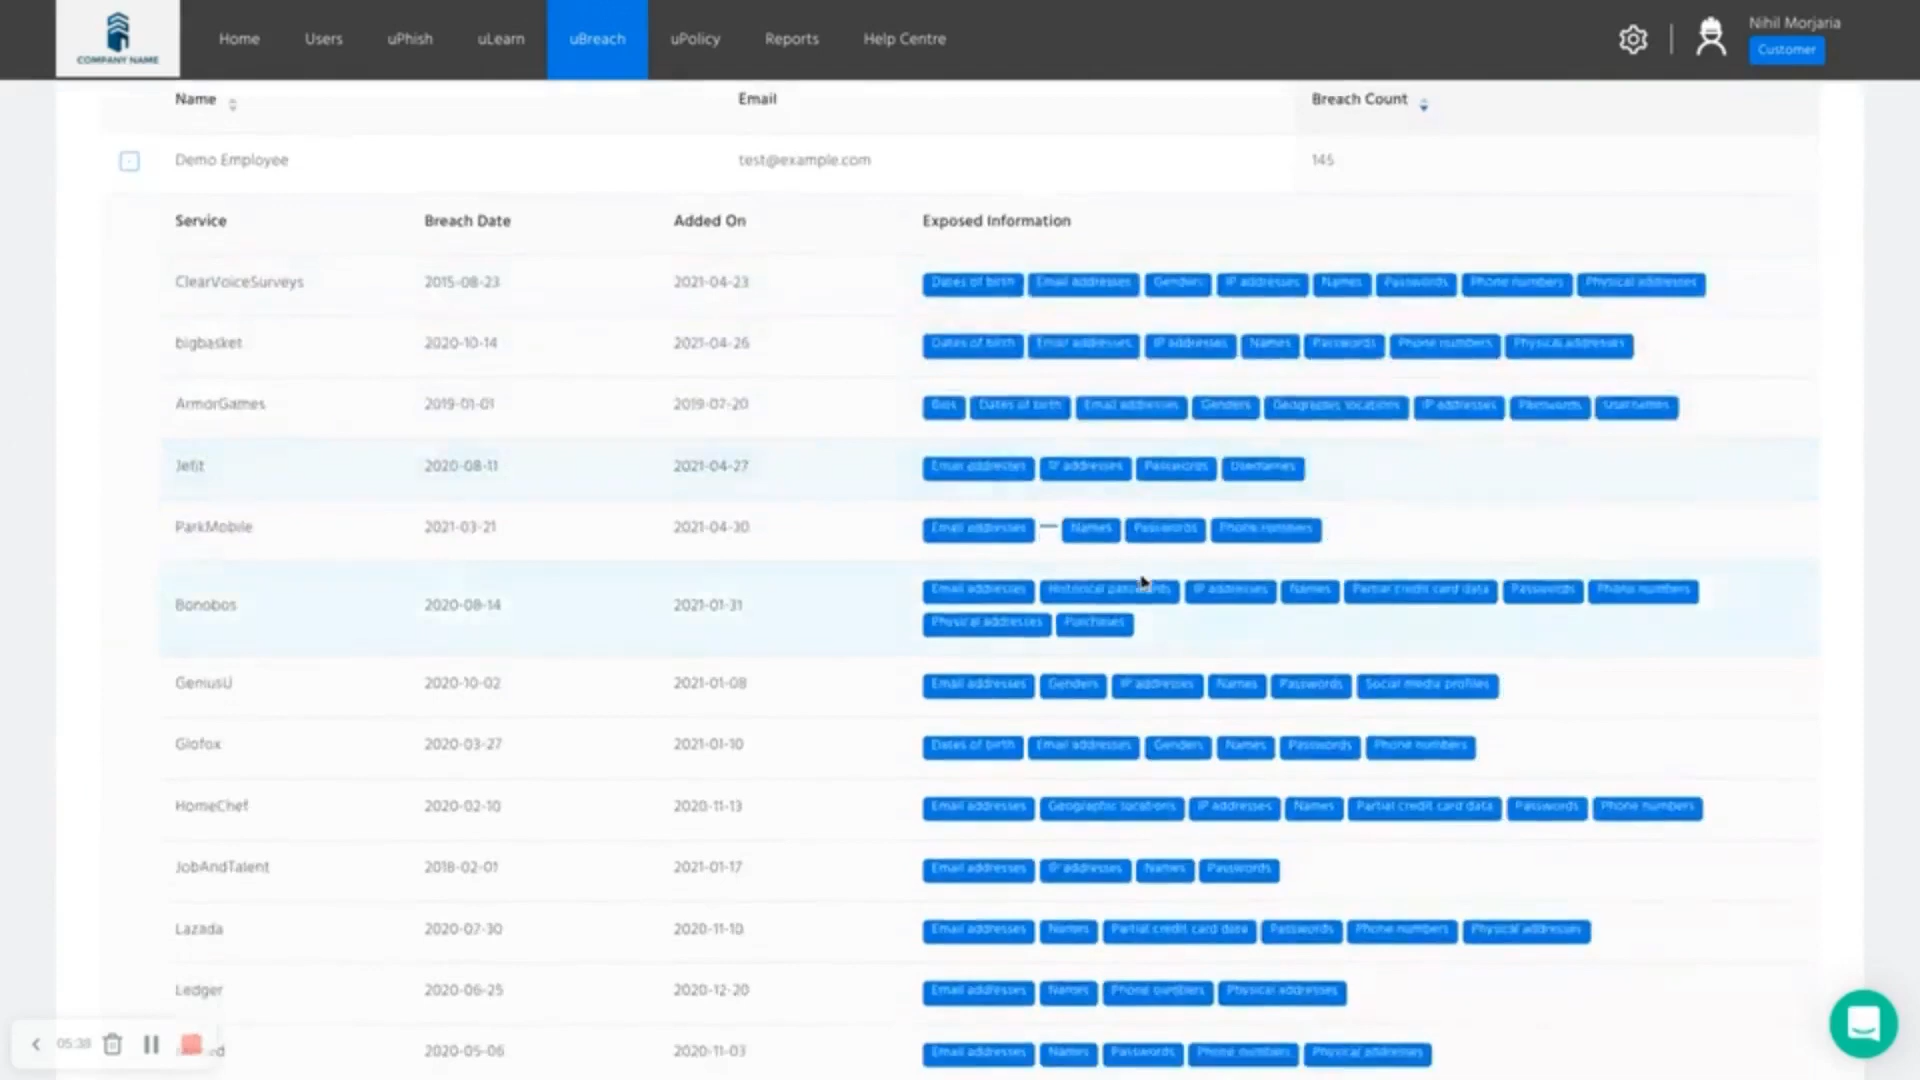 COMPANY NAME
Home Users uPhish uLearn uBreach uPolicy Reports Help Centre
Nihil Morjaria
Customer
Name Email Breach Count
Demo Employee test@example.com 145
Service Breach Date Added On Exposed Information
ClearVoiceSurveys 2015-08-23 2021-04-23 Dates of birth Email addresses Genders IP addresses Names Passwords Phone numbers Physical addresses
bigbasket 2020-10-14 2021-04-26 Dates of birth Email addresses IP addresses Names Passwords Phone numbers Physical addresses
ArmorGames 2019-01-01 2019-07-20 Bios Dates of birth Email addresses Genders Geographic locations IP addresses Passwords Usernames
Jefit 2020-08-11 2021-04-27 Email addresses IP addresses Passwords Usernames
ParkMobile 2021-03-21 2021-04-30 Email addresses Names Passwords Phone numbers
Bonobos 2020-08-14 2021-01-31 Email addresses Historical passwords IP addresses Names Partial credit card data Passwords Phone numbers
Physical addresses Purchases
GeniusU 2020-10-02 2021-01-08 Email addresses Genders IP addresses Names Passwords Social media profiles
Glofox 2020-03-27 2021-01-10 Dates of birth Email addresses Genders Names Passwords Phone numbers
HomeChef 2020-02-10 2020-11-13 Email addresses Geographic locations IP addresses Names Partial credit card data Passwords Phone numbers
JobAndTalent 2018-02-01 2021-01-17 Email addresses IP addresses Names Passwords
Lazada 2020-07-30 2020-11-10 Email addresses Names Partial credit card data Passwords Phone numbers Physical addresses
Ledger 2020-06-25 2020-12-20 Email addresses Names Phone numbers Physical addresses
2020-05-06 2020-11-03 Email addresses Names Passwords Phone numbers Physical addresses
05:38